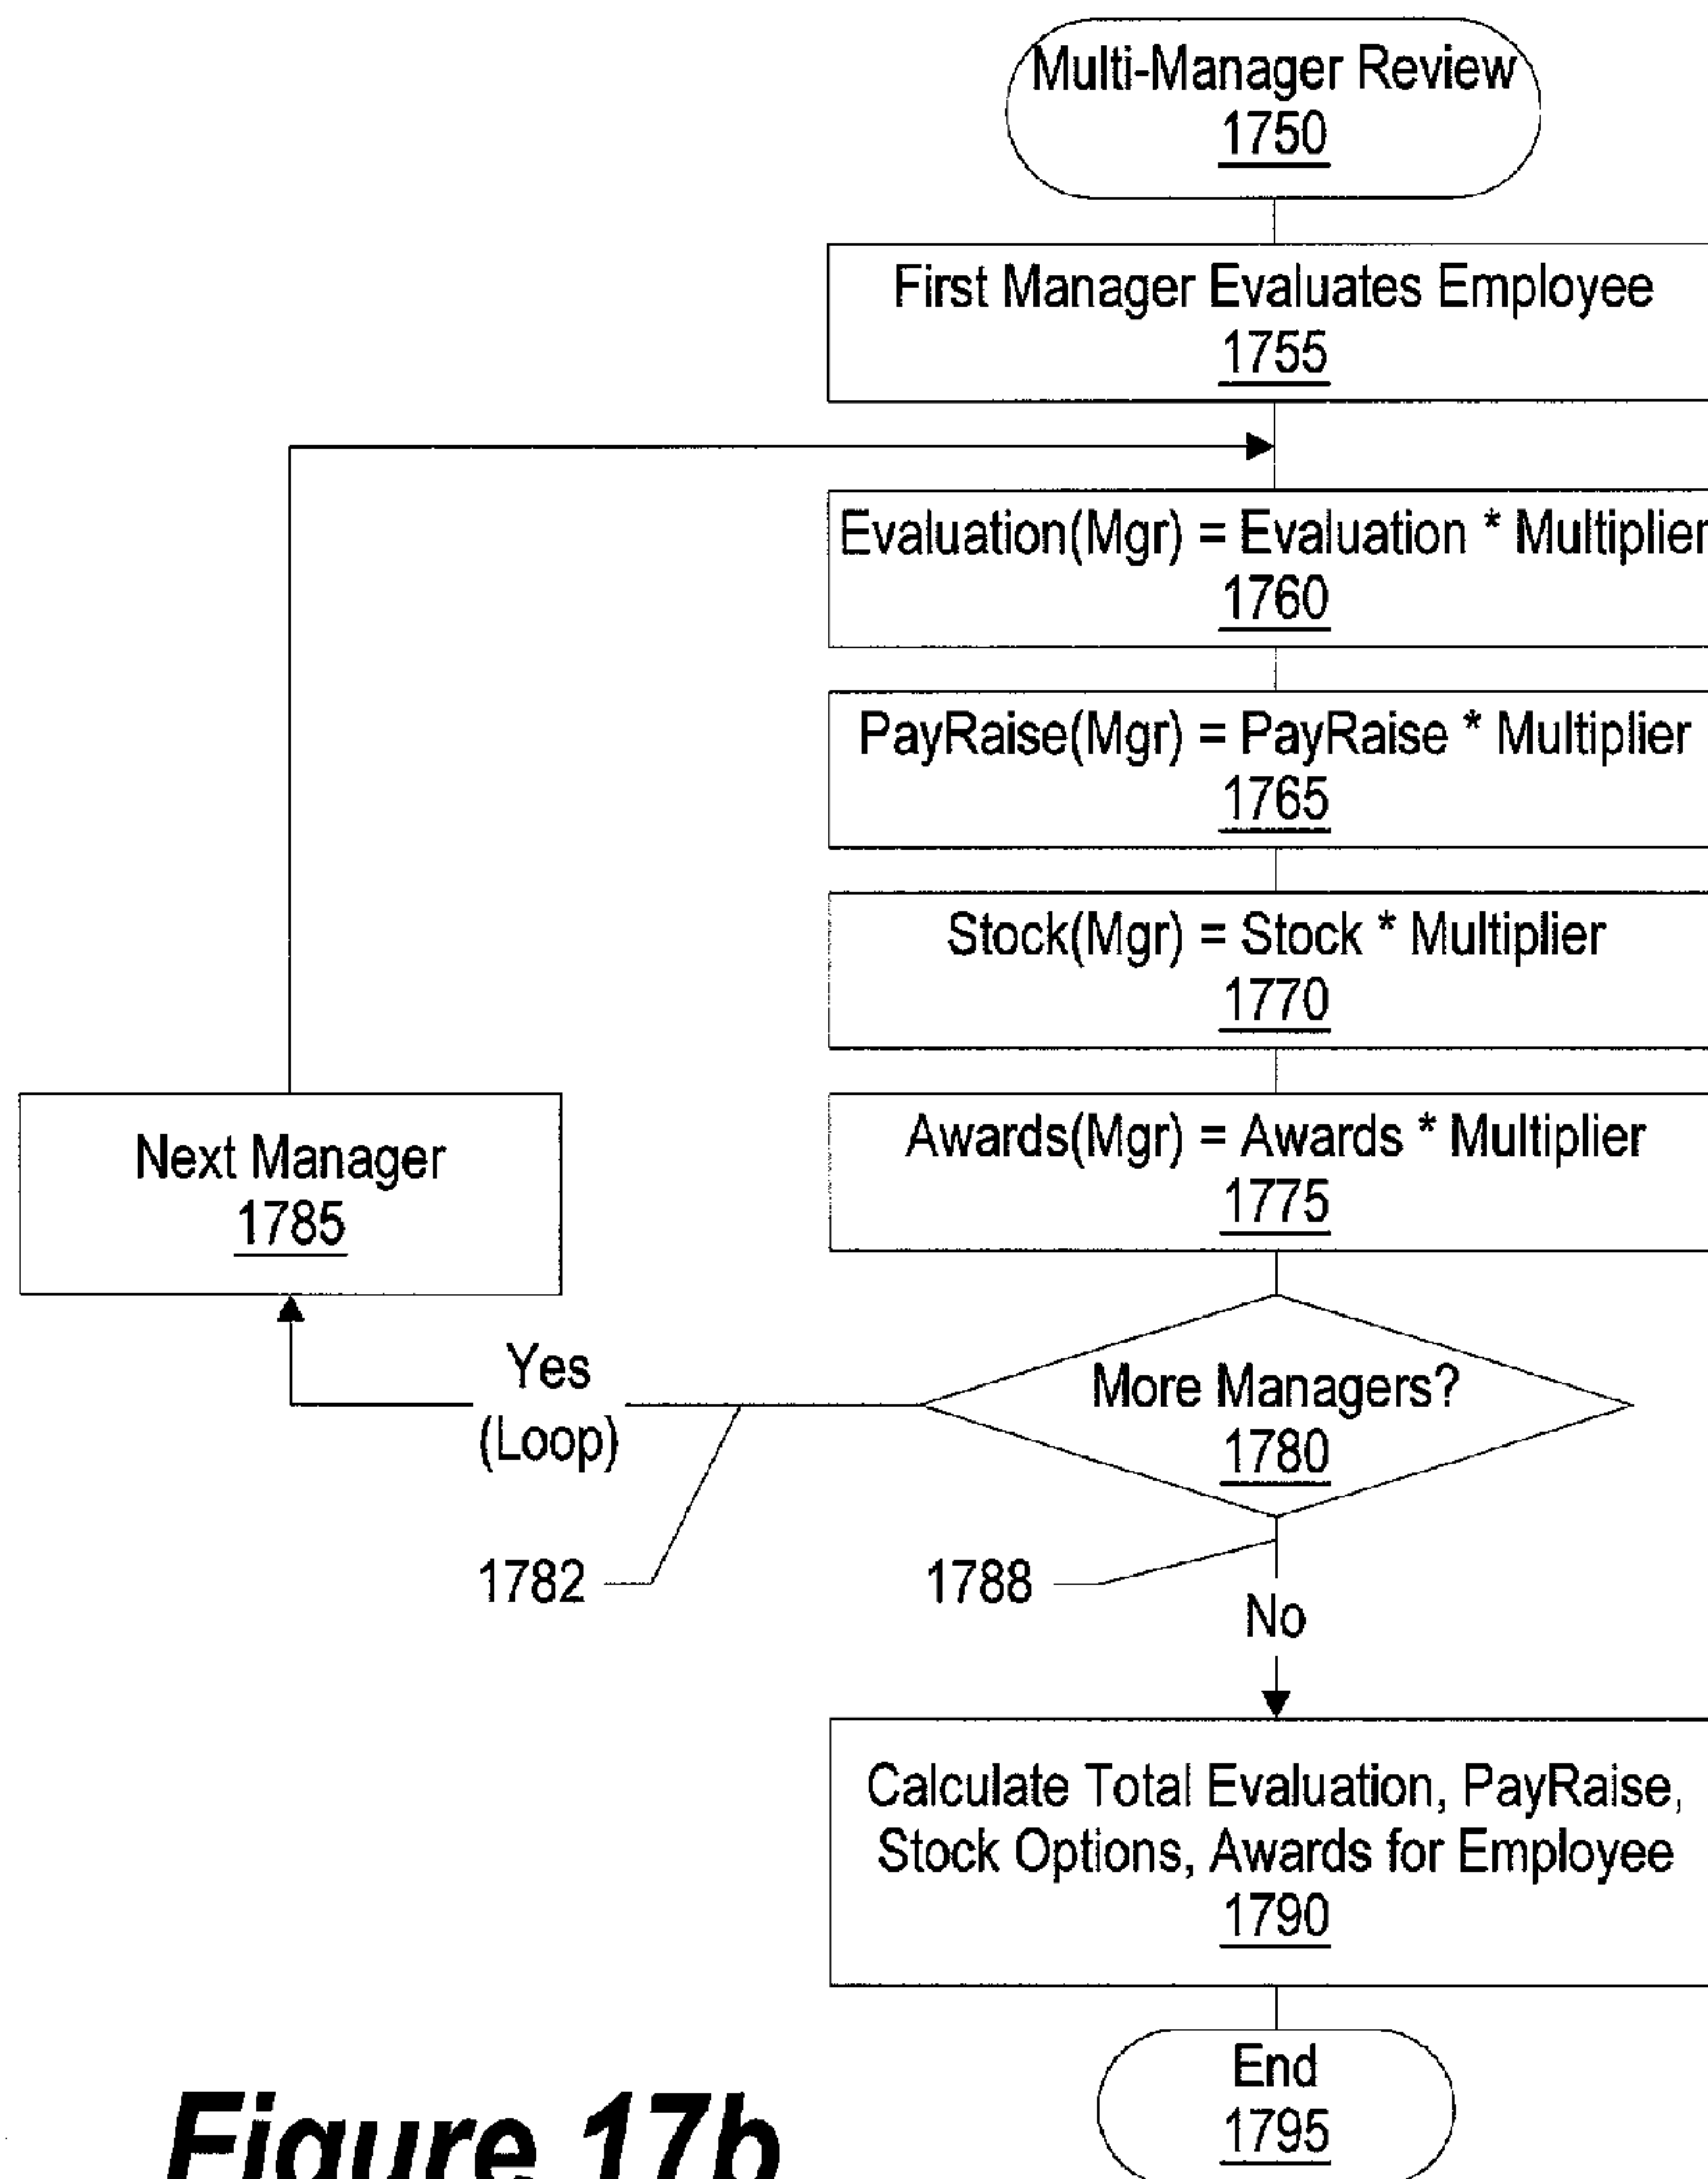 Multi-Manager Review
1750
First Manager Evaluates Employee
1755
Evaluation(Mgr) = Evaluation * Multiplier
1760
PayRaise(Mgr) = PayRaise * Multiplier
1765
Stock(Mgr) = Stock * Multiplier
1770
Awards(Mgr) = Awards * Multiplier
1775
Next Manager
1785
Yes
(Loop)
More Managers?
1780
1782
1788
No
Calculate Total Evaluation, PayRaise,
Stock Options, Awards for Employee
1790
End
1795
Figure 17b